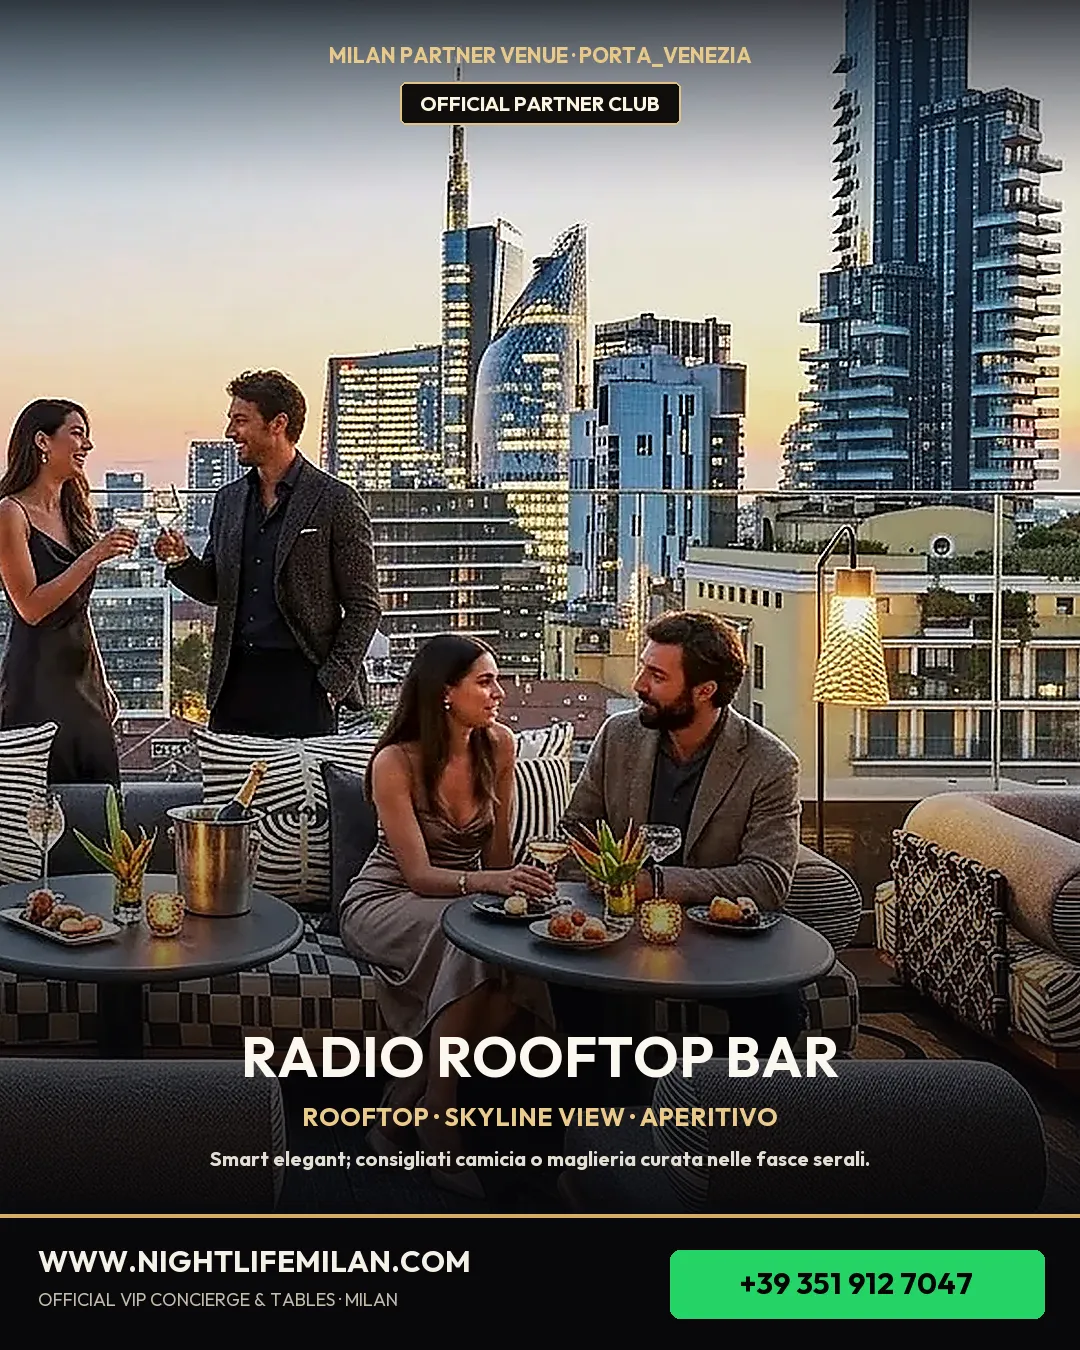 MILAN PARTNER VENUE · PORTA_VENEZIA
OFFICIAL PARTNER CLUB
RADIO ROOFTOP BAR
ROOFTOP · SKYLINE VIEW · APERITIVO
Smart elegant; consigliati camicia o maglieria curata nelle fasce serali.
WWW.NIGHTLIFEMILAN.COM
OFFICIAL VIP CONCIERGE & TABLES · MILAN
+39 351 912 7047